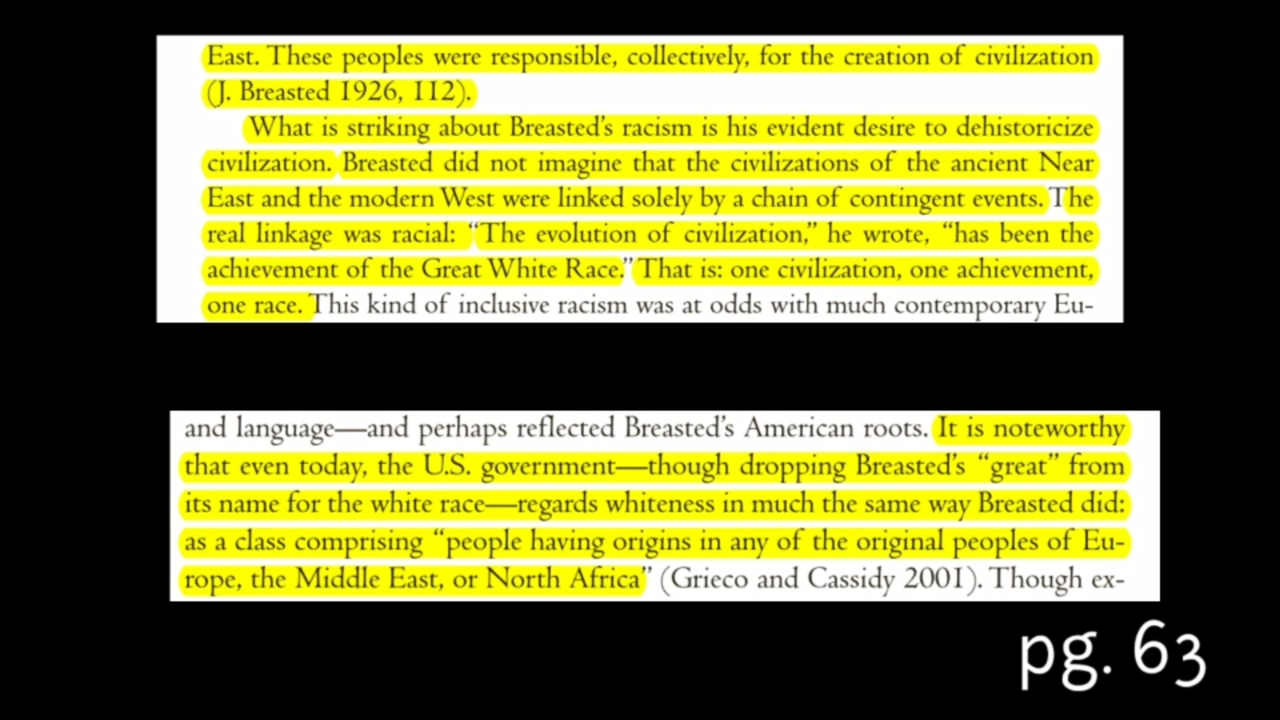 East. These peoples were responsible, collectively, for the creation of civilization
(J. Breasted 1926, 112).
What is striking about Breasted’s racism is his evident desire to dehistoricize
civilization. Breasted did not imagine that the civilizations of the ancient Near
East and the modern West were linked solely by a chain of contingent events. The
real linkage was racial: “The evolution of civilization,” he wrote, “has been the
achievement of the Great White Race.” That is: one civilization, one achievement,
one race. This kind of inclusive racism was at odds with much contemporary Eu-
and language—and perhaps reflected Breasted’s American roots. It is noteworthy
that even today, the U.S. government—though dropping Breasted’s “great” from
its name for the white race—regards whiteness in much the same way Breasted did:
as a class comprising “people having origins in any of the original peoples of Eu-
rope, the Middle East, or North Africa” (Grieco and Cassidy 2001). Though ex-
pg. 63